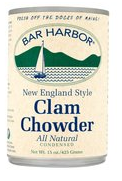 FRESH OFF THE DOCKS OF MAINE!
BAR HARBOR
New England Style
Clam
Chowder
All Natural
CONDENSED
Net Wt. 15 oz. (425 Grams)